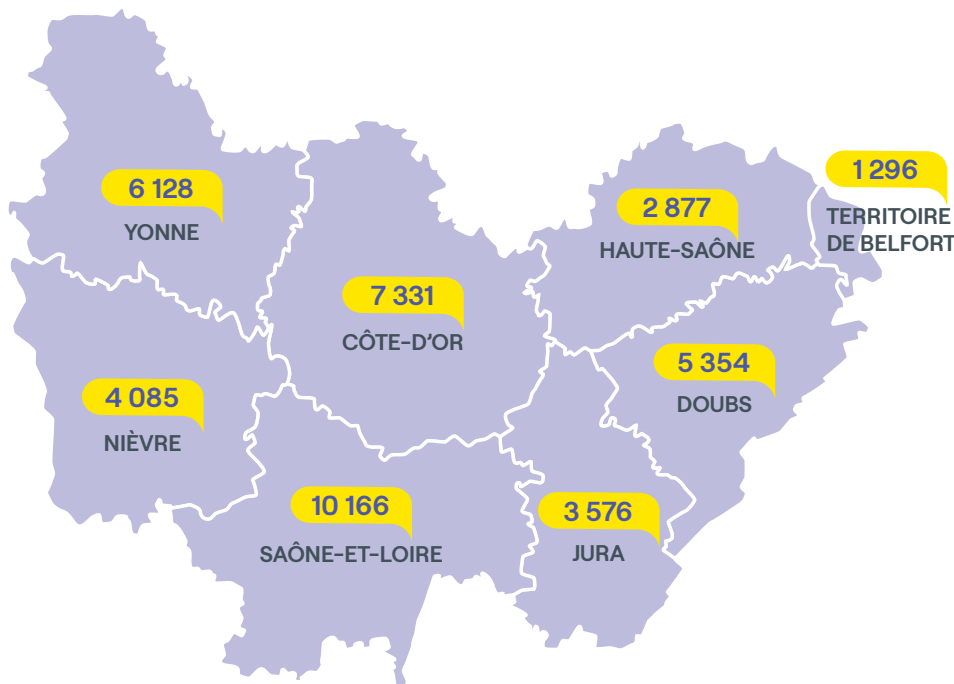 6 128
YONNE
1 296
TERRITOIRE
DE BELFORT
2 877
HAUTE-SAÔNE
7 331
CÔTE-D'OR
5 354
DOUBS
4 085
NIÈVRE
10 166
SAÔNE-ET-LOIRE
3 576
JURA